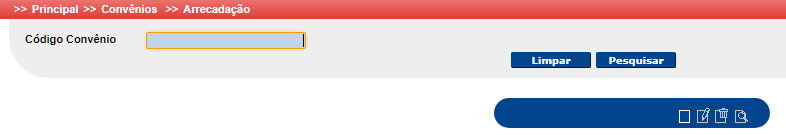 >> Principal >> Convênios >> Arrecadação
Código Convênio
Limpar Pesquisar